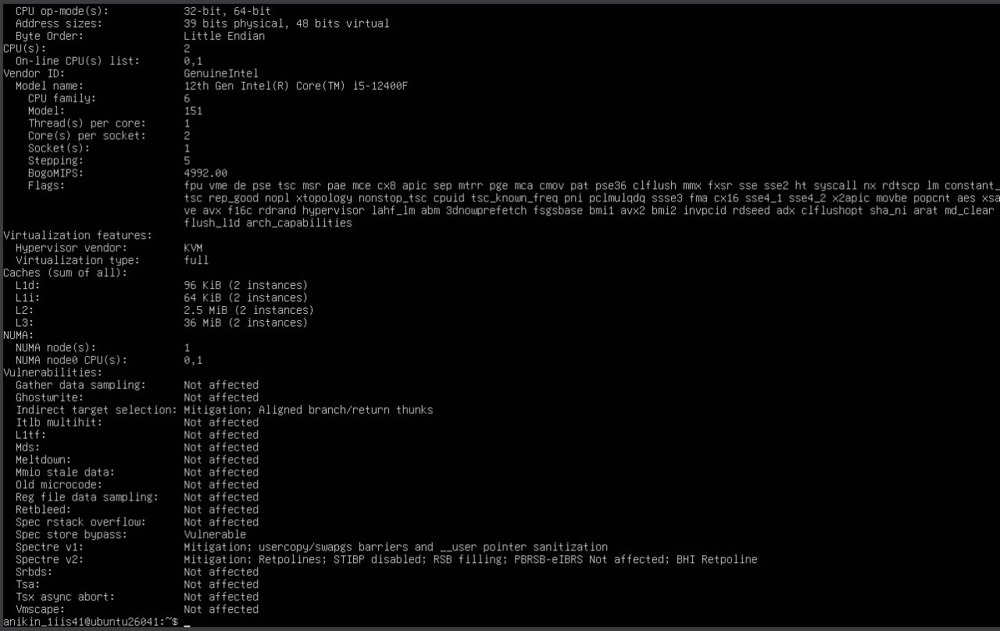 CPU op-mode(s): 32-bit, 64-bit
Address sizes: 39 bits physical, 48 bits virtual
Byte Order: Little Endian
CPU(s): 2
On-line CPU(s) list: 0,1
Vendor ID: GenuineIntel
Model name: 12th Gen Intel(R) Core(TM) i5-12400F
CPU family: 6
Model: 151
Thread(s) per core: 1
Core(s) per socket: 2
Socket(s): 1
Stepping: 5
BogoMIPS: 4992.00
Flags: fpu vme de pse tsc msr pae mce cx8 apic sep mtrr pge mca cmov pat pse36 clflush mmx fxsr sse sse2 ht syscall nx rdtscp lm constant_
tsc rep_good nopl xtopology nonstop_tsc cpuid tsc_known_freq pni pclmulqdq ssse3 fma cx16 sse4_1 sse4_2 x2apic movbe popcnt aes xsa
ve avx f16c rdrand hypervisor lahf_lm abm 3dnowprefetch fsgsbase bmi1 avx2 bmi2 invpcid rdseed adx clflushopt sha_ni arat md_clear
flush_l1d arch_capabilities
Virtualization features:
Hypervisor vendor: KVM
Virtualization type: full
Caches (sum of all):
L1d: 96 KiB (2 instances)
L1i: 64 KiB (2 instances)
L2: 2.5 MiB (2 instances)
L3: 36 MiB (2 instances)
NUMA:
NUMA node(s): 1
NUMA node0 CPU(s): 0,1
Vulnerabilities:
Gather data sampling: Not affected
Ghostwrite: Not affected
Indirect target selection: Mitigation; Aligned branch/return thunks
Itlb multihit: Not affected
L1tf: Not affected
Mds: Not affected
Meltdown: Not affected
Mmio stale data: Not affected
Old microcode: Not affected
Reg file data sampling: Not affected
Retbleed: Not affected
Spec rstack overflow: Not affected
Spec store bypass: Vulnerable
Spectre v1: Mitigation; usercopy/swapgs barriers and __user pointer sanitization
Spectre v2: Mitigation; Retpolines; STIBP disabled; RSB filling; PBRSB-eIBRS Not affected; BHI Retpoline
Srbds: Not affected
Tsa: Not affected
Tsx async abort: Not affected
Vmscape: Not affected
anikin_1iis41@ubuntu26041:~$ _